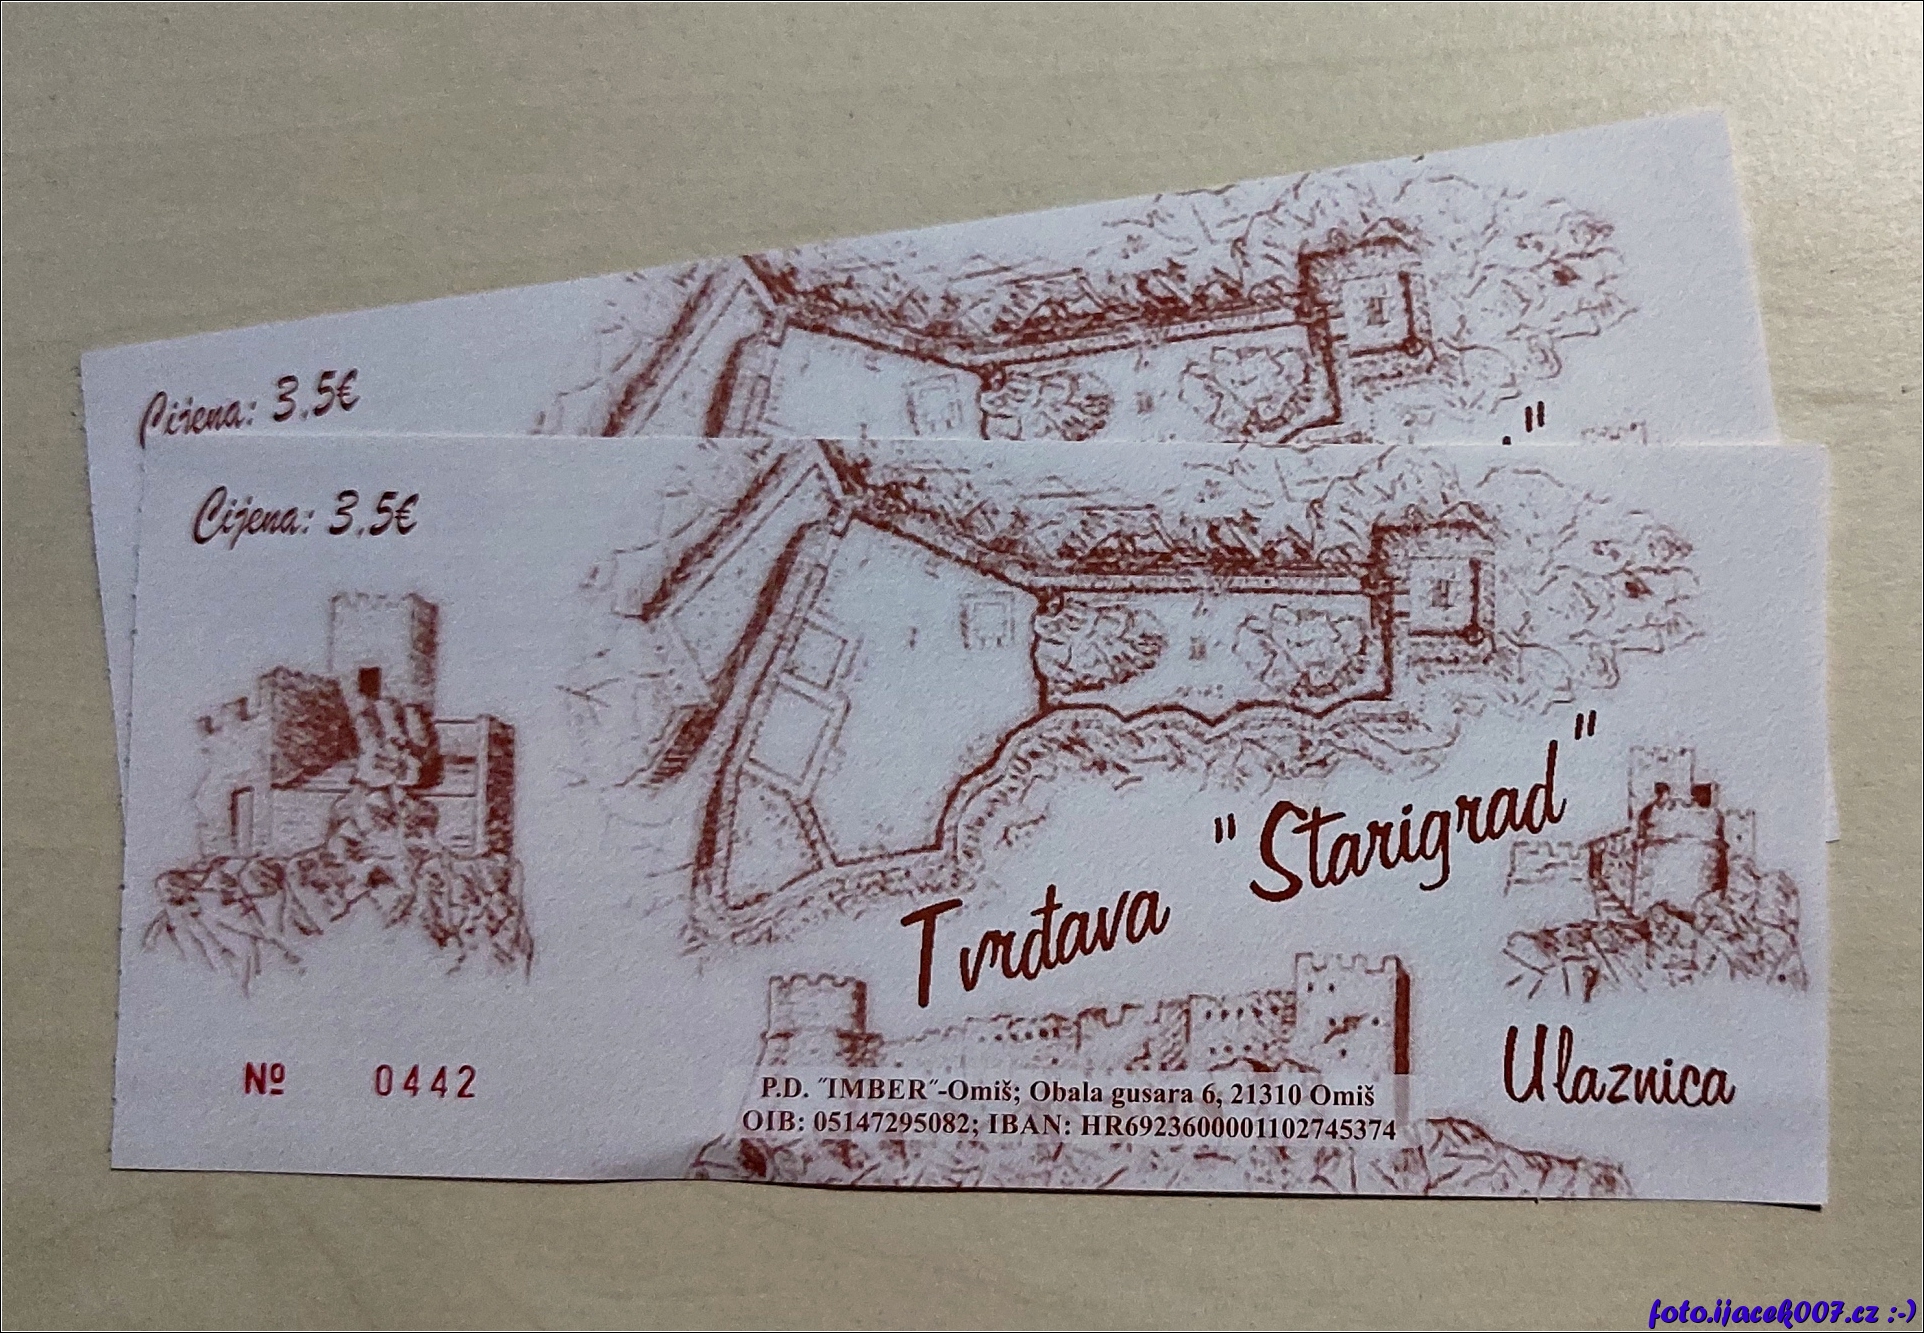 Cijena: 3.5€
"
Cijena: 3.5€
Tvrđava "Starigrad"
Ulaznica
Nº 0442
P.D. ˝IMBER˝-Omiš; Obala gusara 6, 21310 Omiš
OIB: 05147295082; IBAN: HR6923600001102745374
foto.ijacek007.cz :-)